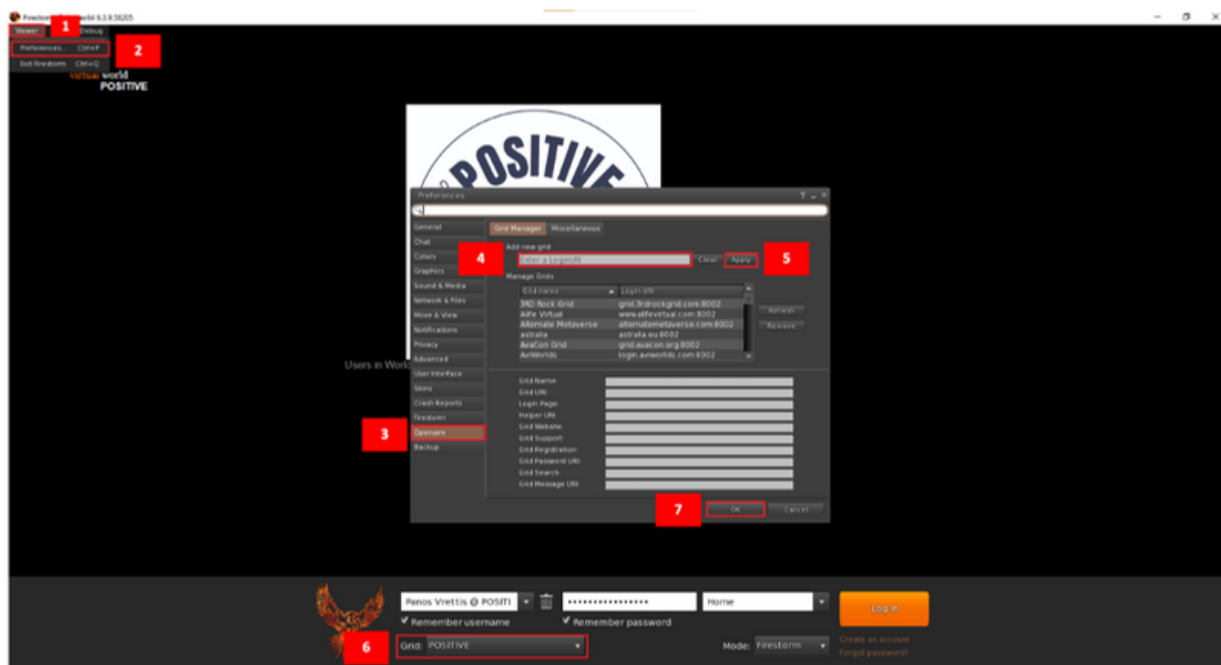 Viewer
1
Debug
Preferences... Ctrl+P
2
Exit Firestorm Ctrl+Q
virtual world
POSITIVE
POSITIVE
Preferences
General
Chat
Colors
Graphics
Sound & Media
Network & Files
Move & View
Notifications
Privacy
Advanced
User Interface
Skins
Crash Reports
Firestorm
3
Opensim
Backup
Grid Manager Miscellaneous
Add new grid
4
Enter a LoginURI
Clear Apply
5
Manage Grids
Grid name Login URI
3RD Rock Grid grid.3rdrockgrid.com:8002
Alife Virtual www.alifevirtual.com:8002
Alternate Metaverse alternatemetaverse.com:8002
astralia astralia.eu:8002
AvaCon Grid grid.avacon.org:8002
AviWorlds login.aviworlds.com:8002
Refresh
Remove
Grid Name:
Grid URI:
Login Page:
Helper URI:
Grid Website:
Grid Support:
Grid Registration:
Grid Password URI:
Grid Search:
Grid Message URI:
7
OK Cancel
Users in World
Panos Vrettis @ POSITI
Home
Log in
Remember username
Remember password
6
Grid: POSITIVE
Mode: Firestorm
Create an account
Forgot password?